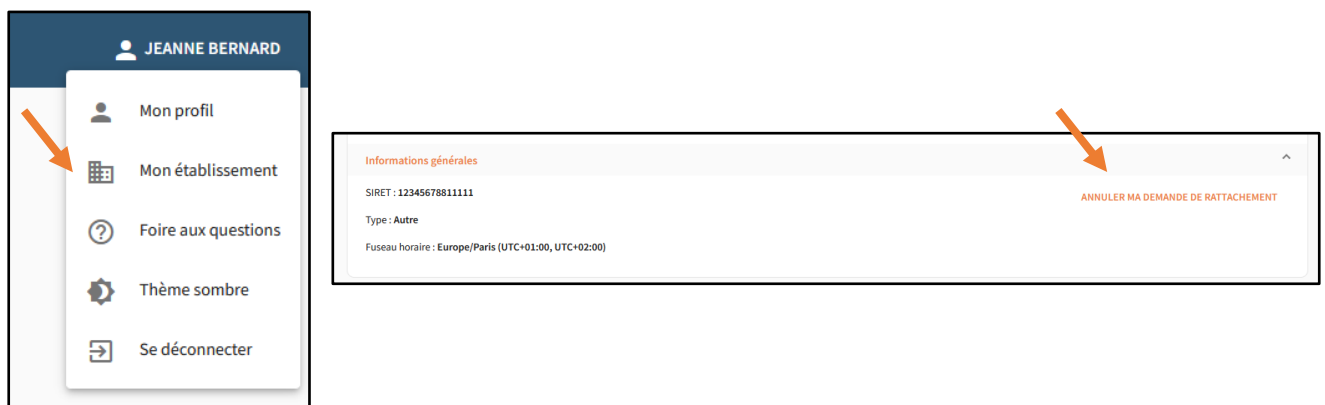 JEANNE BERNARD
Mon profil
Mon établissement
Foire aux questions
Thème sombre
Se déconnecter
Informations générales
SIRET : 12345678811111
ANNULER MA DEMANDE DE RATTACHEMENT
Type : Autre
Fuseau horaire : Europe/Paris (UTC+01:00, UTC+02:00)